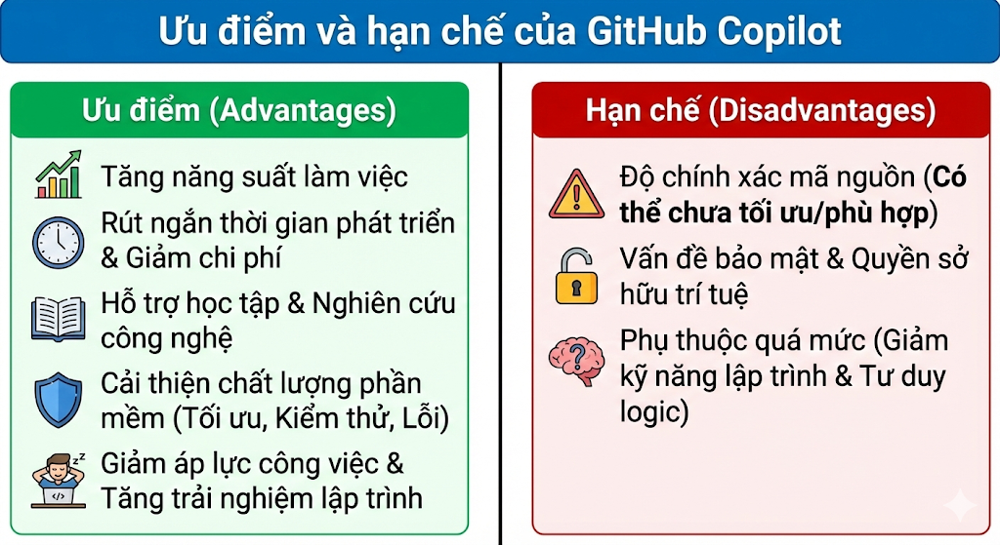 Ưu điểm và hạn chế của GitHub Copilot
Ưu điểm (Advantages)
Tăng năng suất làm việc
Rút ngắn thời gian phát triển
& Giảm chi phí
Hỗ trợ học tập & Nghiên cứu
công nghệ
Cải thiện chất lượng phần
mềm (Tối ưu, Kiểm thử, Lỗi)
zz
</>
Giảm áp lực công việc &
Tăng trải nghiệm lập trình
Hạn chế (Disadvantages)
Độ chính xác mã nguồn (Có
thể chưa tối ưu/phù hợp)
Vấn đề bảo mật & Quyền sở
hữu trí tuệ
?
Phụ thuộc quá mức (Giảm
kỹ năng lập trình & Tư duy
logic)